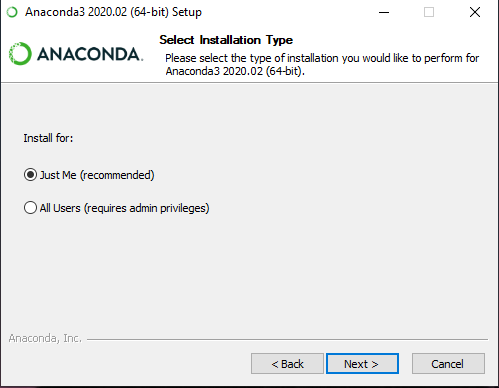 Anaconda3 2020.02 (64-bit) Setup
Select Installation Type
Please select the type of installation you would like to perform for
Anaconda3 2020.02 (64-bit).
ANACONDA.
Install for:
Just Me (recommended)
All Users (requires admin privileges)
Anaconda, Inc.
< Back
Next >
Cancel